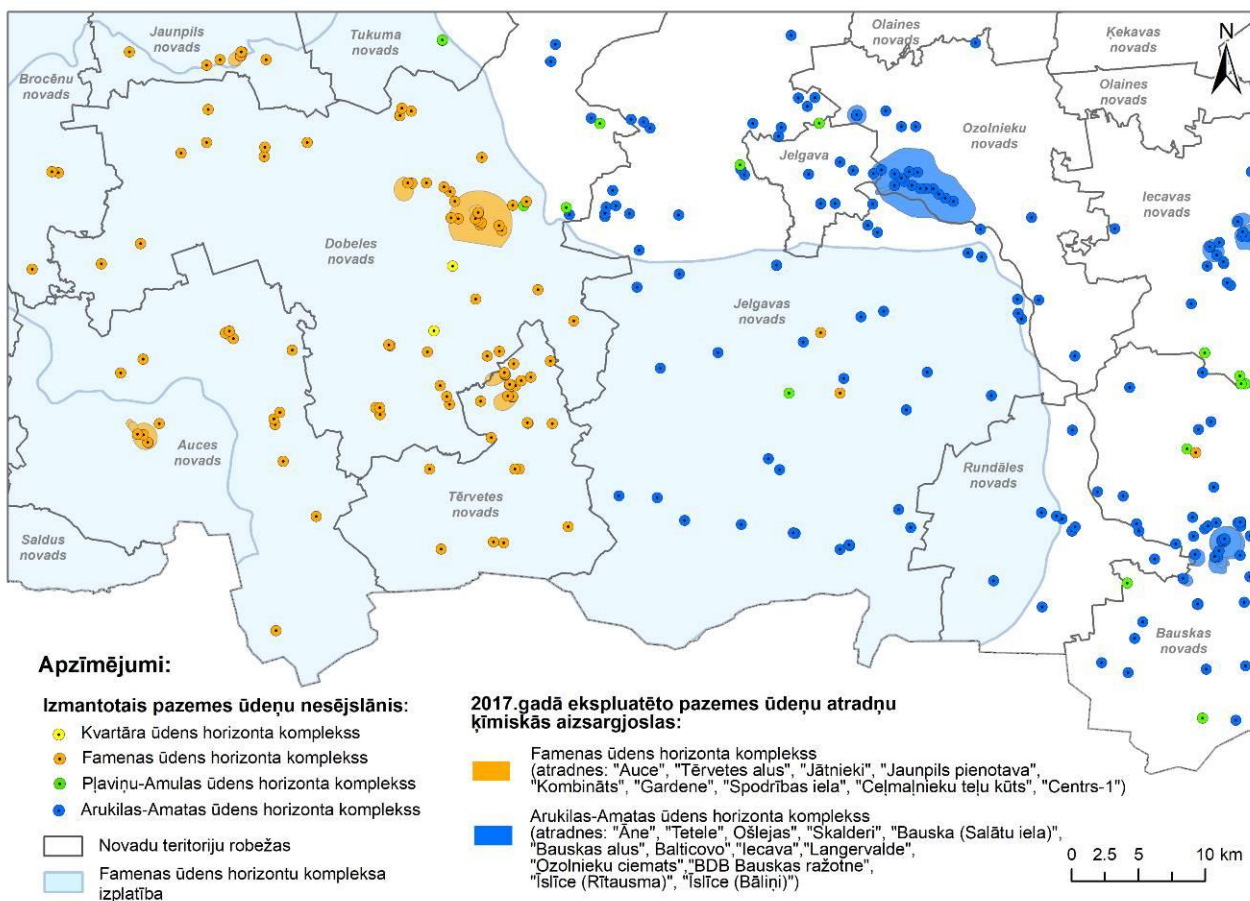 Jaunpils
novads
Tukuma
novads
Olaines
novads
Ķekavas
novads
N
Brocēnu
novads
Olaines
novads
Ozolnieku
novads
Jelgava
Iecavas
novads
Dobeles
novads
Jelgavas
novads
Auces
novads
Rundāles
novads
Tērvetes
novads
Saldus
novads
Bauskas
novads
Apzīmējumi:
Izmantotais pazemes ūdeņu nesējslānis:
Kvartāra ūdens horizonta komplekss
Famenas ūdens horizonta komplekss
Pļaviņu-Amulas ūdens horizonta komplekss
Arukilas-Amatas ūdens horizonta komplekss
Novadu teritoriju robežas
Famenas ūdens horizontu kompleksa
izplatība
2017.gadā ekspluatēto pazemes ūdeņu atradņu
ķīmiskās aizsargjoslas:
Famenas ūdens horizonta komplekss
(atradnes: "Auce", "Tērvetes alus", "Jātnieki", "Jaunpils pienotava",
"Kombināts", "Gardene", "Spodrības iela", "Ceļmalnieku teļu kūts", "Centrs-1")
Arukilas-Amatas ūdens horizonta komplekss
(atradnes: "Āne", "Tetele", Ošlejas", "Skalderi", "Bauska (Salātu iela)",
"Bauskas alus", Balticovo","Iecava","Langervalde",
"Ozolnieku ciemats","BDB Bauskas ražotne",
"Īslīce (Rītausma)", "Īslīce (Bāliņi)")
0 2.5 5 10 km